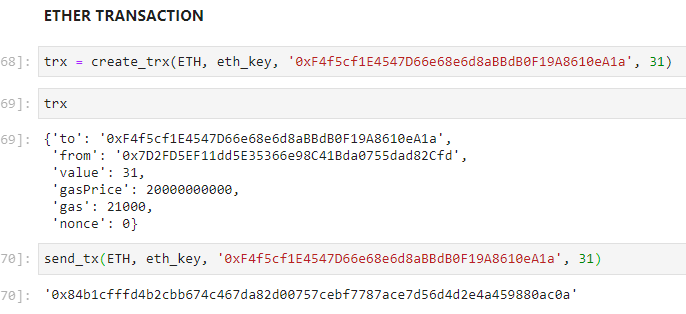 ETHER TRANSACTION
68]: trx = create_trx(ETH, eth_key, '0xF4f5cf1E4547D66e68e6d8aBBdB0F19A8610eA1a', 31)
69]: trx
69]: {'to': '0xF4f5cf1E4547D66e68e6d8aBBdB0F19A8610eA1a',
'from': '0x7D2FD5EF11dd5E35366e98C41Bda0755dad82Cfd',
'value': 31,
'gasPrice': 20000000000,
'gas': 21000,
'nonce': 0}
70]: send_tx(ETH, eth_key, '0xF4f5cf1E4547D66e68e6d8aBBdB0F19A8610eA1a', 31)
70]: '0x84b1cfffd4b2cbb674c467da82d00757cebf7787ace7d56d4d2e4a459880ac0a'